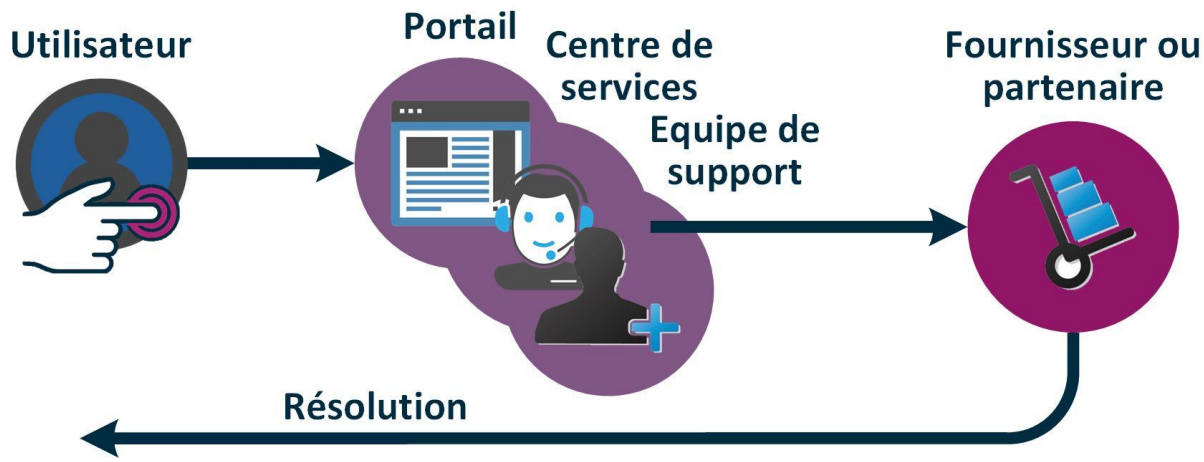 Utilisateur
Portail
Centre de
services
Equipe de
support
Fournisseur ou
partenaire
Résolution